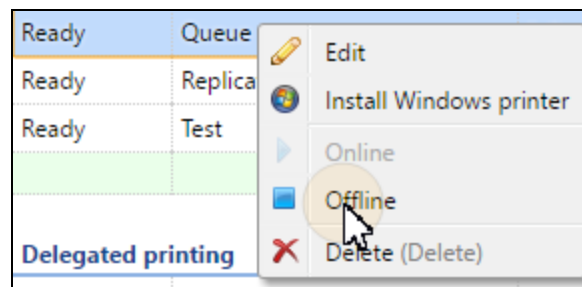 Ready Queue
Edit
Ready Replica
Install Windows printer
Ready Test
Online
Offline
Delegated printing
Delete (Delete)